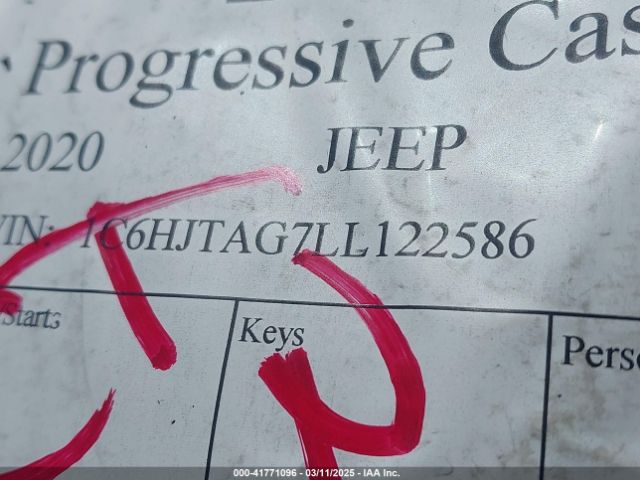 Progressive Cas
2020 JEEP
VIN: 1C6HJTAG7LL122586
/Starts Keys Perso
000-41771096 - 03/11/2025 - IAA Inc.